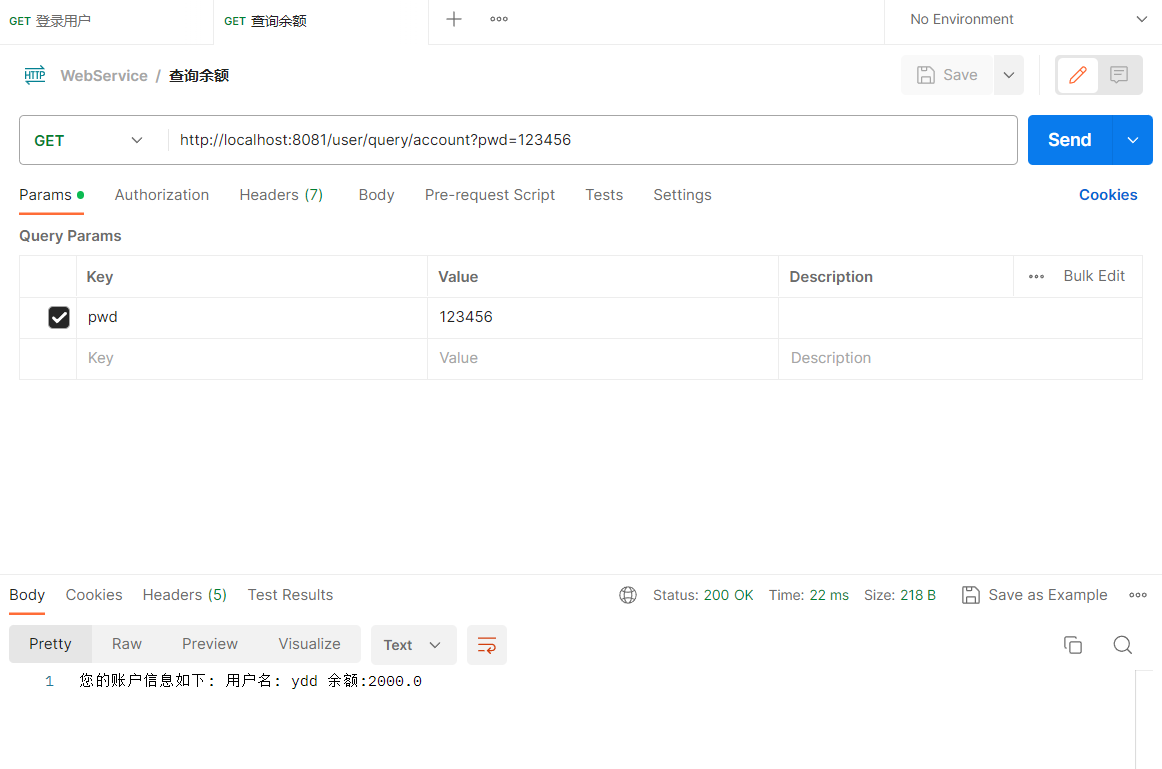 GET 登录用户 GET 查询余额 No Environment
HTTP WebService / 查询余额 Save
GET http://localhost:8081/user/query/account?pwd=123456 Send
Params Authorization Headers (7) Body Pre-request Script Tests Settings Cookies
Query Params
Key Value Description Bulk Edit
pwd 123456
Key Value Description
Body Cookies Headers (5) Test Results Status: 200 OK Time: 22 ms Size: 218 B Save as Example
Pretty Raw Preview Visualize Text
1 您的账户信息如下: 用户名: ydd 余额:2000.0